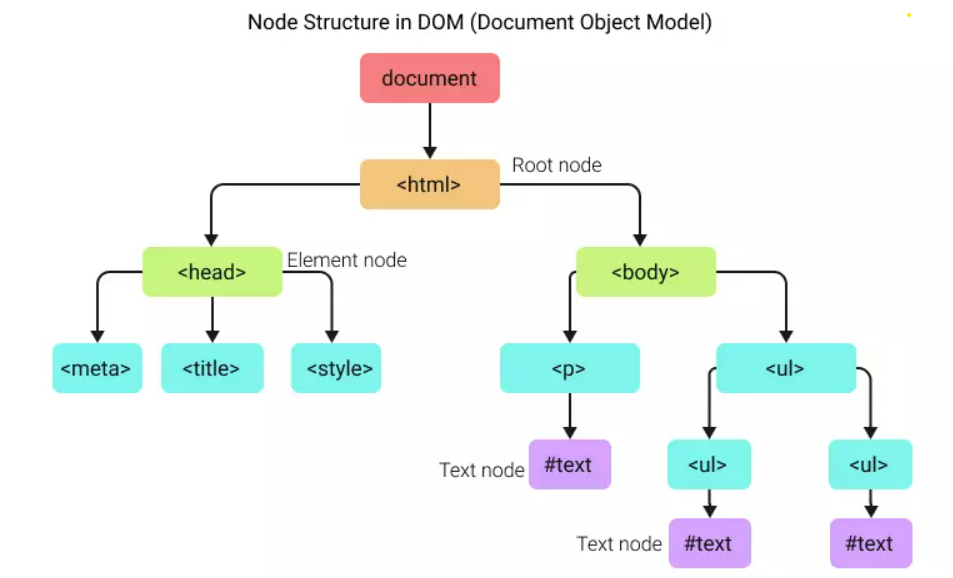 Node Structure in DOM (Document Object Model)
document
Root node
<html>
Element node
<head>
<body>
<meta>
<title>
<style>
<p>
<ul>
Text node
#text
<ul>
<ul>
Text node
#text
#text